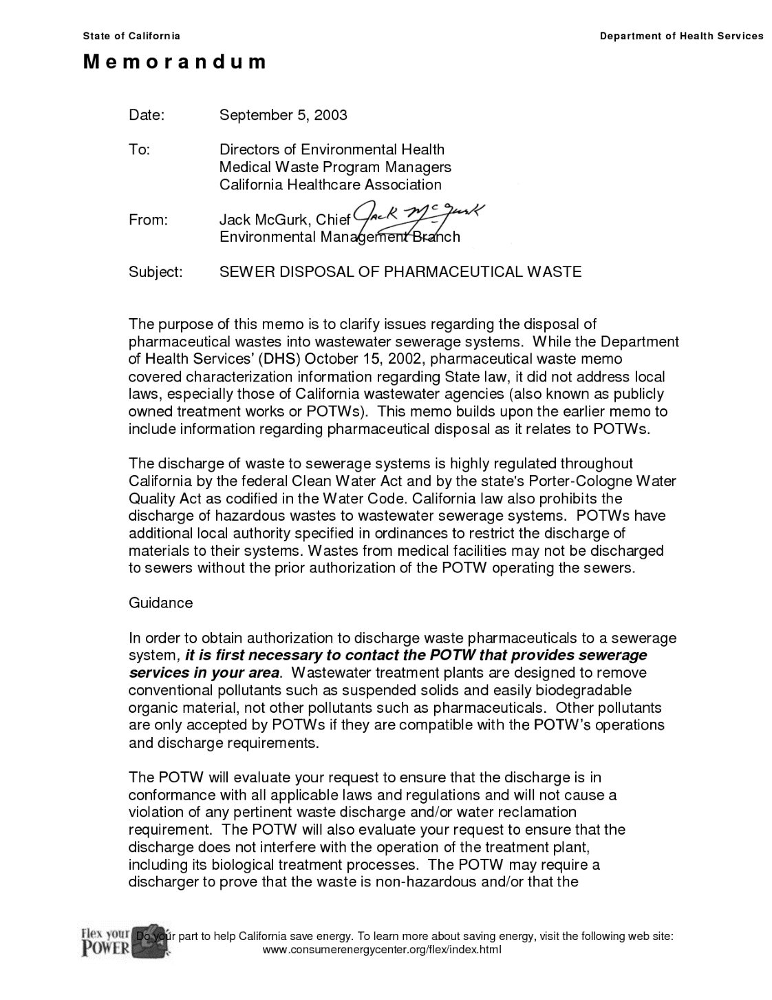 State of California Department of Health Services
Memorandum
Date: September 5, 2003
To: Directors of Environmental Health
Medical Waste Program Managers
California Healthcare Association
Jack McGurk
From: Jack McGurk, Chief
Environmental Management Branch
Subject: SEWER DISPOSAL OF PHARMACEUTICAL WASTE
The purpose of this memo is to clarify issues regarding the disposal of
pharmaceutical wastes into wastewater sewerage systems. While the Department
of Health Services’ (DHS) October 15, 2002, pharmaceutical waste memo
covered characterization information regarding State law, it did not address local
laws, especially those of California wastewater agencies (also known as publicly
owned treatment works or POTWs). This memo builds upon the earlier memo to
include information regarding pharmaceutical disposal as it relates to POTWs.
The discharge of waste to sewerage systems is highly regulated throughout
California by the federal Clean Water Act and by the state's Porter-Cologne Water
Quality Act as codified in the Water Code. California law also prohibits the
discharge of hazardous wastes to wastewater sewerage systems. POTWs have
additional local authority specified in ordinances to restrict the discharge of
materials to their systems. Wastes from medical facilities may not be discharged
to sewers without the prior authorization of the POTW operating the sewers.
Guidance
In order to obtain authorization to discharge waste pharmaceuticals to a sewerage
system, it is first necessary to contact the POTW that provides sewerage
services in your area. Wastewater treatment plants are designed to remove
conventional pollutants such as suspended solids and easily biodegradable
organic material, not other pollutants such as pharmaceuticals. Other pollutants
are only accepted by POTWs if they are compatible with the POTW’s operations
and discharge requirements.
The POTW will evaluate your request to ensure that the discharge is in
conformance with all applicable laws and regulations and will not cause a
violation of any pertinent waste discharge and/or water reclamation
requirement. The POTW will also evaluate your request to ensure that the
discharge does not interfere with the operation of the treatment plant,
including its biological treatment processes. The POTW may require a
discharger to prove that the waste is non-hazardous and/or that the
Flex your
POWER
Do your part to help California save energy. To learn more about saving energy, visit the following web site:
www.consumerenergycenter.org/flex/index.html